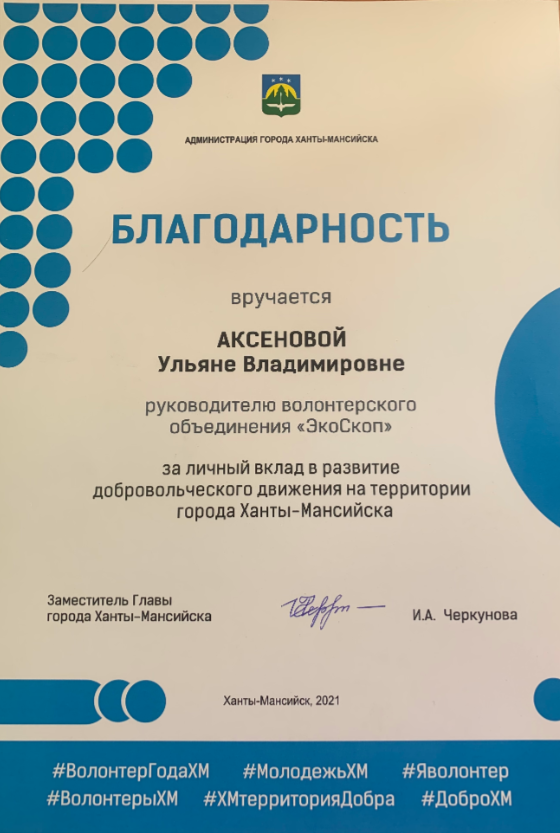 АДМИНИСТРАЦИЯ ГОРОДА ХАНТЫ-МАНСИЙСКА
БЛАГОДАРНОСТЬ
вручается
АКСЕНОВОЙ
Ульяне Владимировне
руководителю волонтерского
объединения «ЭкоСкоп»
за личный вклад в развитие
добровольческого движения на территории
города Ханты-Мансийска
Заместитель Главы
города Ханты-Мансийска
И.А. Черкунова
Ханты-Мансийск, 2021
#ВолонтерГодаХМ #МолодежьХМ #Яволонтер
#ВолонтерыХМ #ХМтерриторияДобра #ДоброХМ